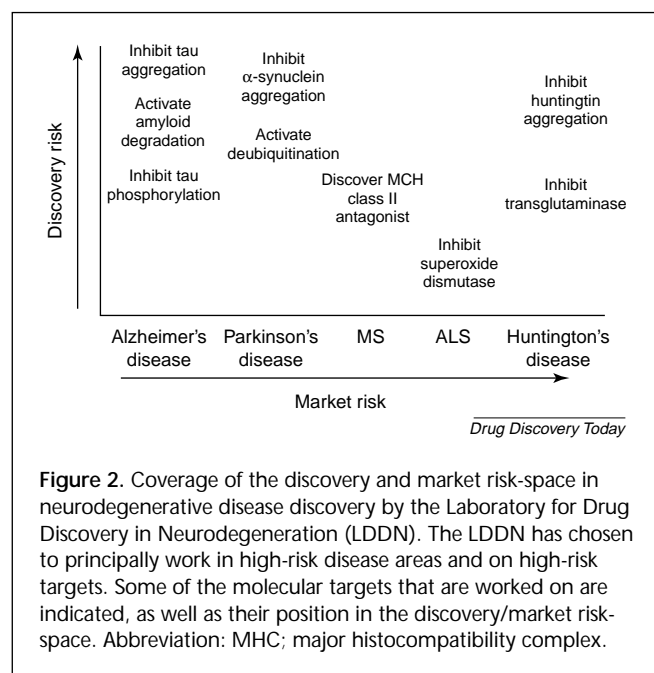 Discovery risk
Inhibit tau
aggregation
Activate
amyloid
degradation
Inhibit tau
phosphorylation
Inhibit
α-synuclein
aggregation
Activate
deubiquitination
Discover MCH
class II
antagonist
Inhibit
superoxide
dismutase
Inhibit
huntingtin
aggregation
Inhibit
transglutaminase
Alzheimer's
disease
Parkinson's
disease
MS
ALS
Huntington's
disease
Market risk
Drug Discovery Today
Figure 2. Coverage of the discovery and market risk-space in
neurodegenerative disease discovery by the Laboratory for Drug
Discovery in Neurodegeneration (LDDN). The LDDN has chosen
to principally work in high-risk disease areas and on high-risk
targets. Some of the molecular targets that are worked on are
indicated, as well as their position in the discovery/market risk-
space. Abbreviation: MHC; major histocompatibility complex.